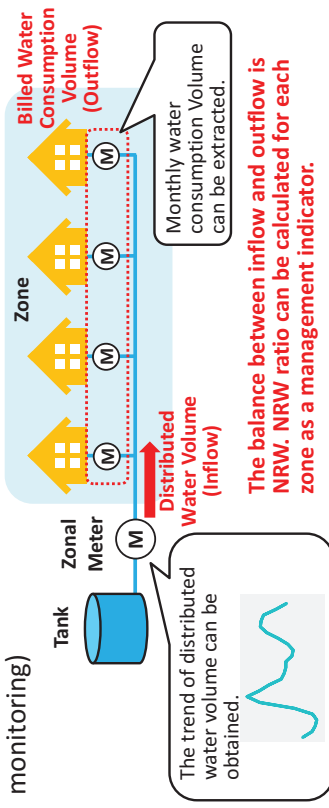 monitoring)
Tank
Zonal
Meter
M
Zone
Billed Water
Consumption
Volume
(Outflow)
M
M
M
M
Distributed
Water Volume
(Inflow)
Monthly water
consumption Volume
can be extracted.
The trend of distributed
water volume can be
obtained.
The balance between inflow and outflow is
NRW. NRW ratio can be calculated for each
zone as a management indicator.